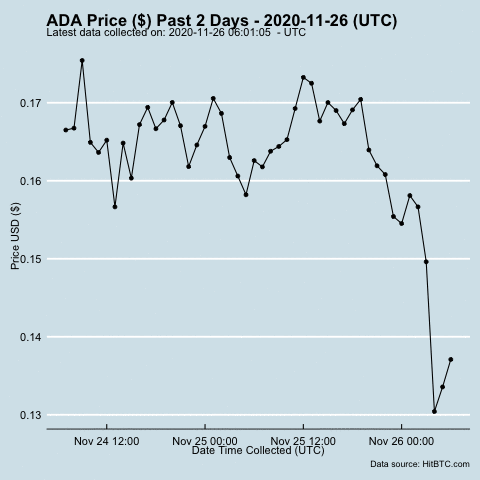 ADA Price ($) Past 2 Days - 2020-11-26 (UTC)
Latest data collected on: 2020-11-26 06:01:05 - UTC
0.17
0.16
0.15
0.14
0.13
Price USD ($)
Nov 24 12:00
Nov 25 00:00
Nov 25 12:00
Nov 26 00:00
Date Time Collected (UTC)
Data source: HitBTC.com